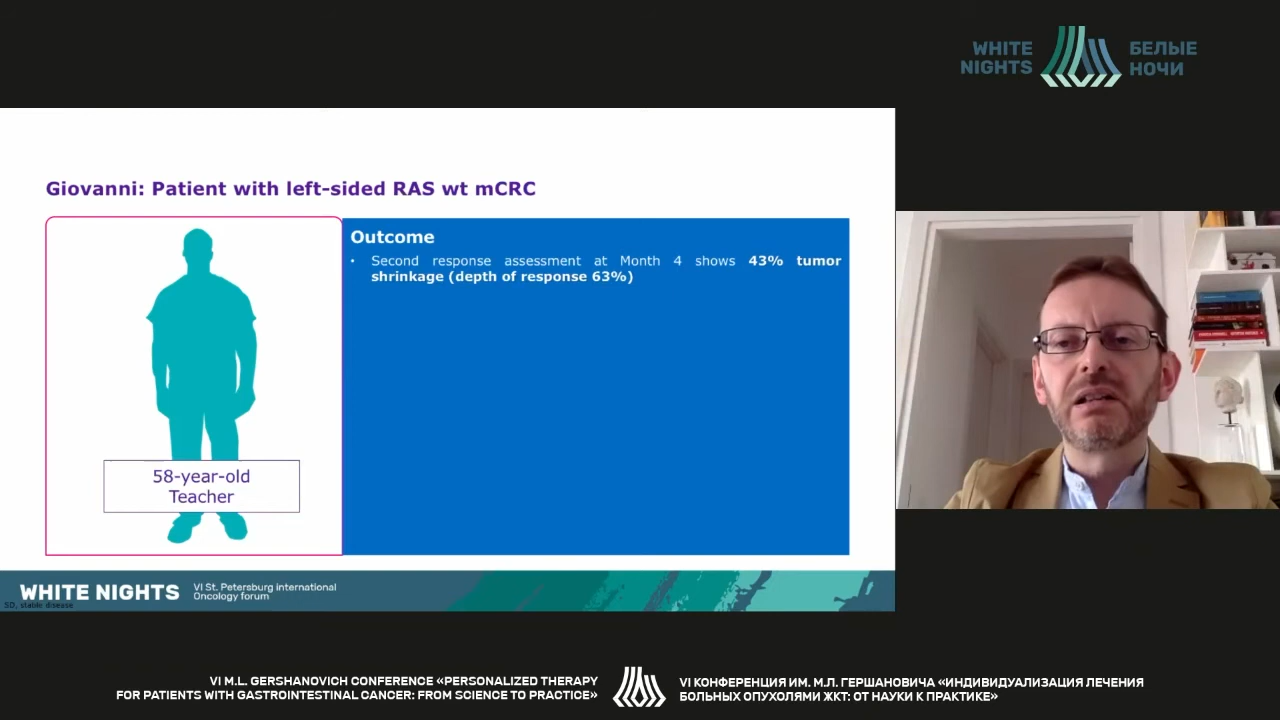 WHITE
NIGHTS
БЕЛЫЕ
НОЧИ
Giovanni: Patient with left-sided RAS wt mCRC
Outcome
• Second response assessment at Month 4 shows 43% tumor
shrinkage (depth of response 63%)
58-year-old
Teacher
WHITE NIGHTS
VI St. Petersburg international
Oncology forum
SD, stable disease
VI M.L. GERSHANOVICH CONFERENCE «PERSONALIZED THERAPY
FOR PATIENTS WITH GASTROINTESTINAL CANCER: FROM SCIENCE TO PRACTICE»
VI КОНФЕРЕНЦИЯ ИМ. М.Л. ГЕРШАНОВИЧА «ИНДИВИДУАЛИЗАЦИЯ ЛЕЧЕНИЯ
БОЛЬНЫХ ОПУХОЛЯМИ ЖКТ: ОТ НАУКИ К ПРАКТИКЕ»